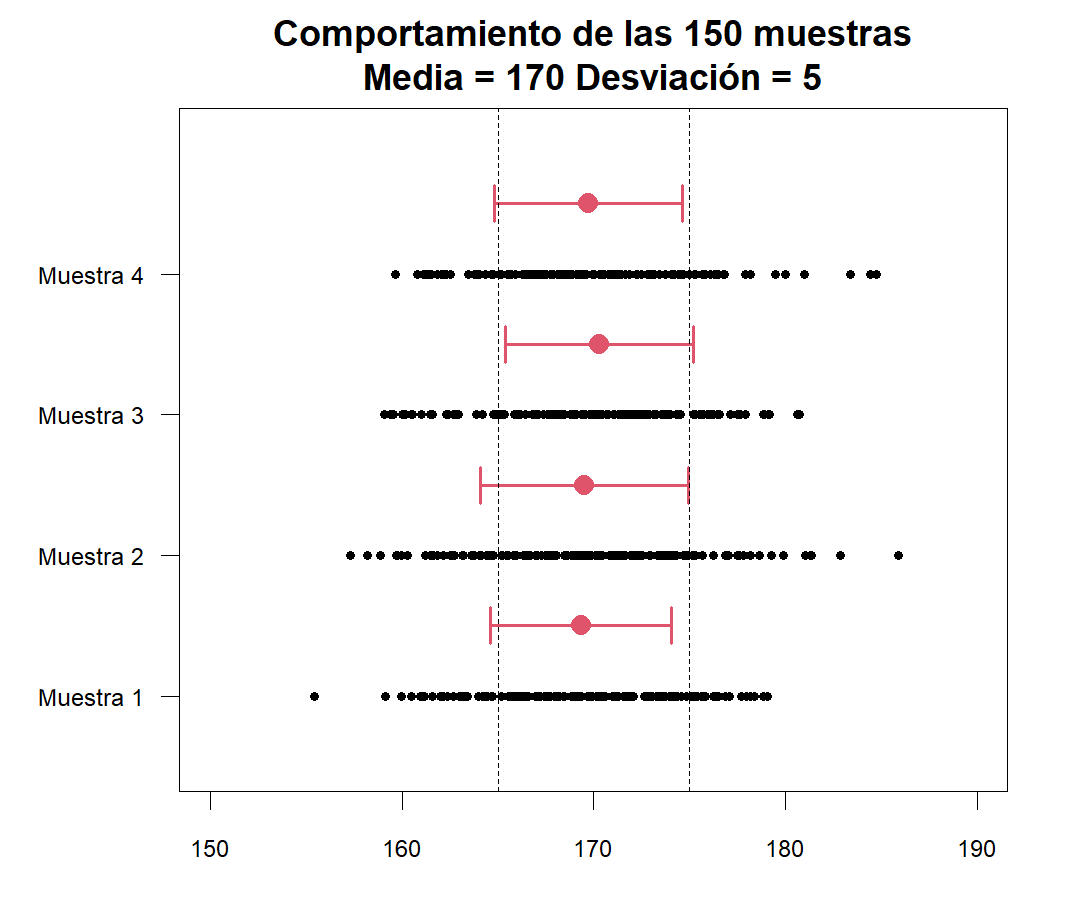 Comportamiento de las 150 muestras
Media = 170 Desviación = 5
Muestra 4
Muestra 3
Muestra 2
Muestra 1
150 160 170 180 190